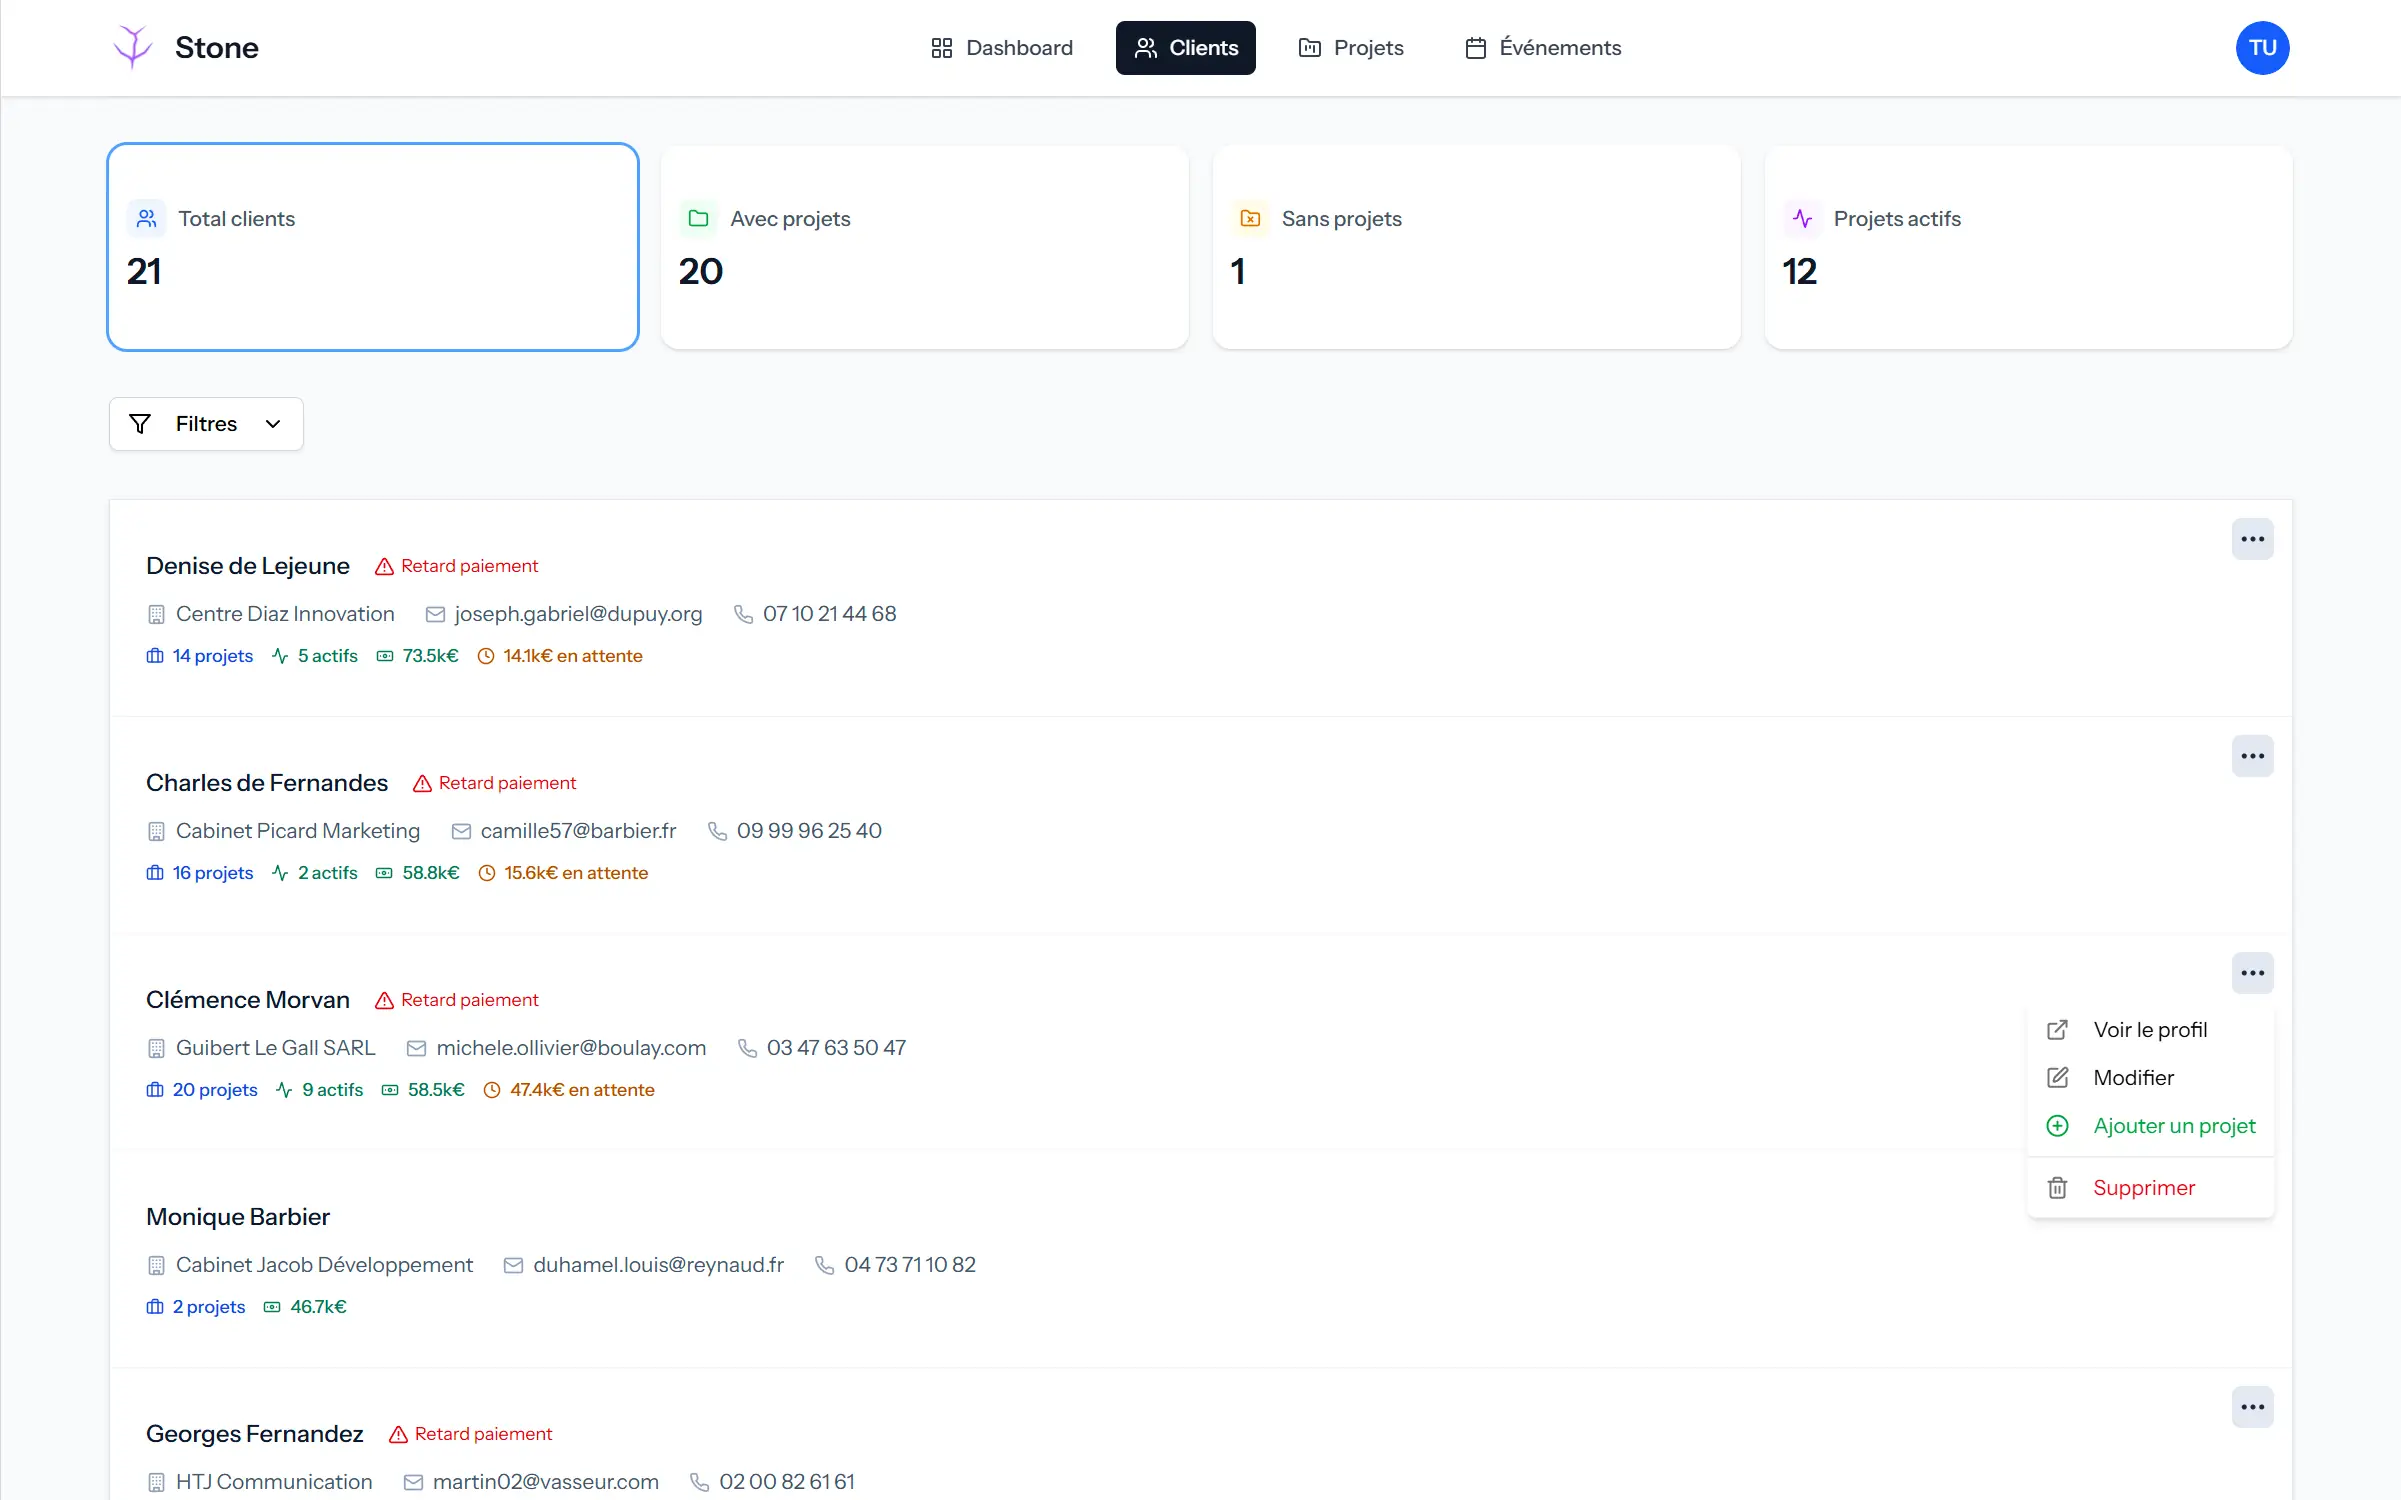 Stone
Dashboard
Clients
Projets
Événements
TU
Total clients
21
Avec projets
20
Sans projets
1
Projets actifs
12
Filtres
Denise de Lejeune Retard paiement
Centre Diaz Innovation joseph.gabriel@dupuy.org 07 10 21 44 68
14 projets 5 actifs 73.5k€ 14.1k€ en attente
Charles de Fernandes Retard paiement
Cabinet Picard Marketing camille57@barbier.fr 09 99 96 25 40
16 projets 2 actifs 58.8k€ 15.6k€ en attente
Clémence Morvan Retard paiement
Guibert Le Gall SARL michele.ollivier@boulay.com 03 47 63 50 47
20 projets 9 actifs 58.5k€ 47.4k€ en attente
Voir le profil
Modifier
Ajouter un projet
Supprimer
Monique Barbier
Cabinet Jacob Développement duhamel.louis@reynaud.fr 04 73 71 10 82
2 projets 46.7k€
Georges Fernandez Retard paiement
HTJ Communication martin02@vasseur.com 02 00 82 61 61